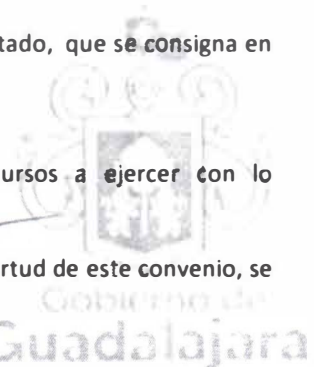 tado, que se consigna en
ursos a ejercer con lo
rtud de este convenio, se
Gobierno de
Guadalajara